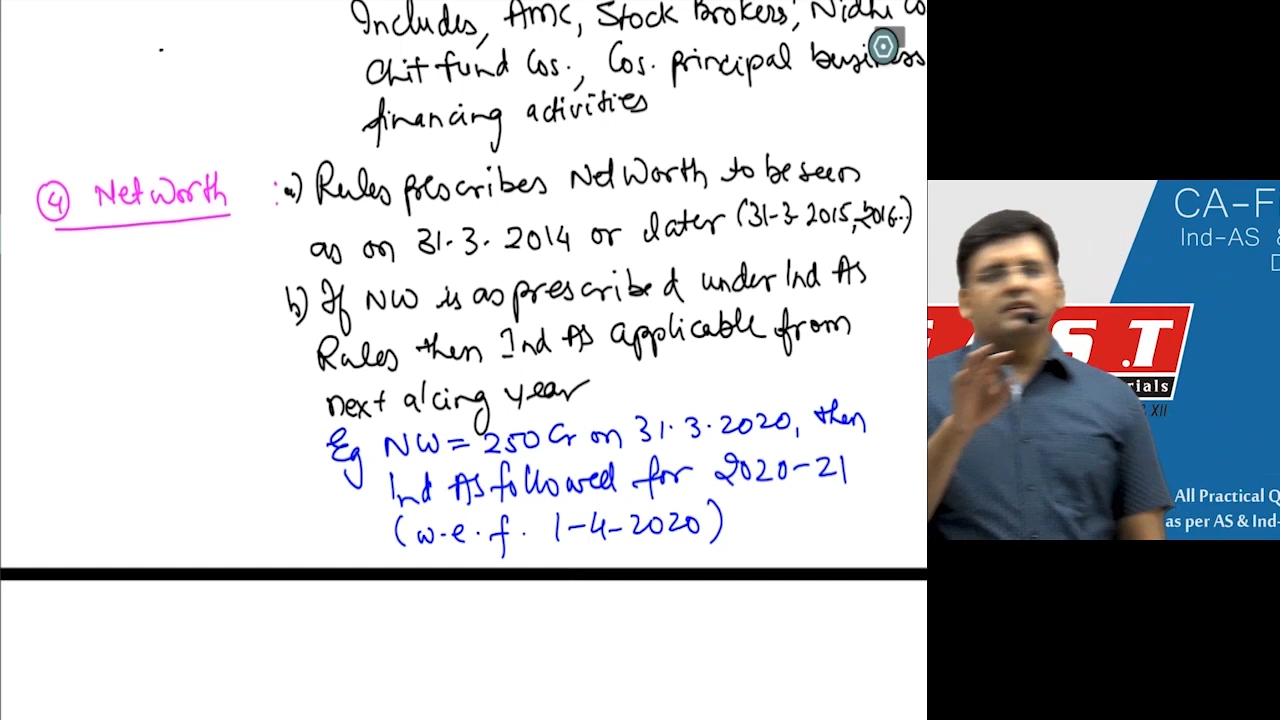 Includes, AMC, Stock Brokers, Nidhi Co
Chit fund Cos., Cos. principal business
financing activities
④ Net Worth : a) Rules prescribes Net Worth to be seen
as on 31.3.2014 or later (31-3-2015, 2016.)
b) If NW is as prescribed under Ind AS
Rules then Ind AS applicable from
next a/cing year
Eg NW = 250 Cr on 31.3.2020, then
Ind AS followed for 2020-21
(w.e.f. 1-4-2020)
CA-F
Ind-AS &
D
S.T
rials
XII
All Practical Q
as per AS & Ind-